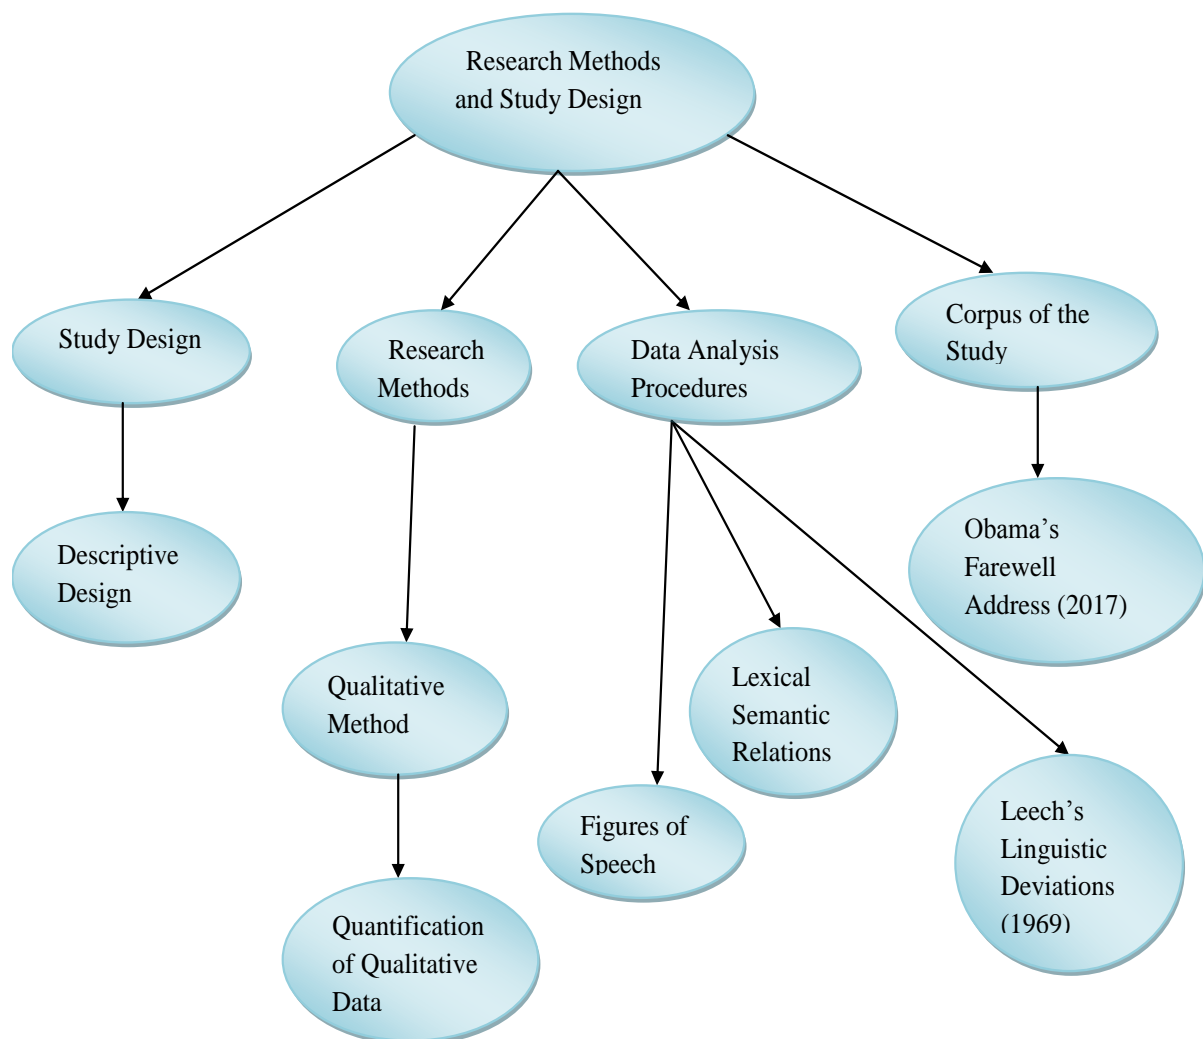 Research Methods
and Study Design
Study Design
Research
Methods
Data Analysis
Procedures
Corpus of the
Study
Descriptive
Design
Obama’s
Farewell
Address (2017)
Qualitative
Method
Lexical
Semantic
Relations
Figures of
Speech
Leech’s
Linguistic
Deviations
(1969)
Quantification
of Qualitative
Data